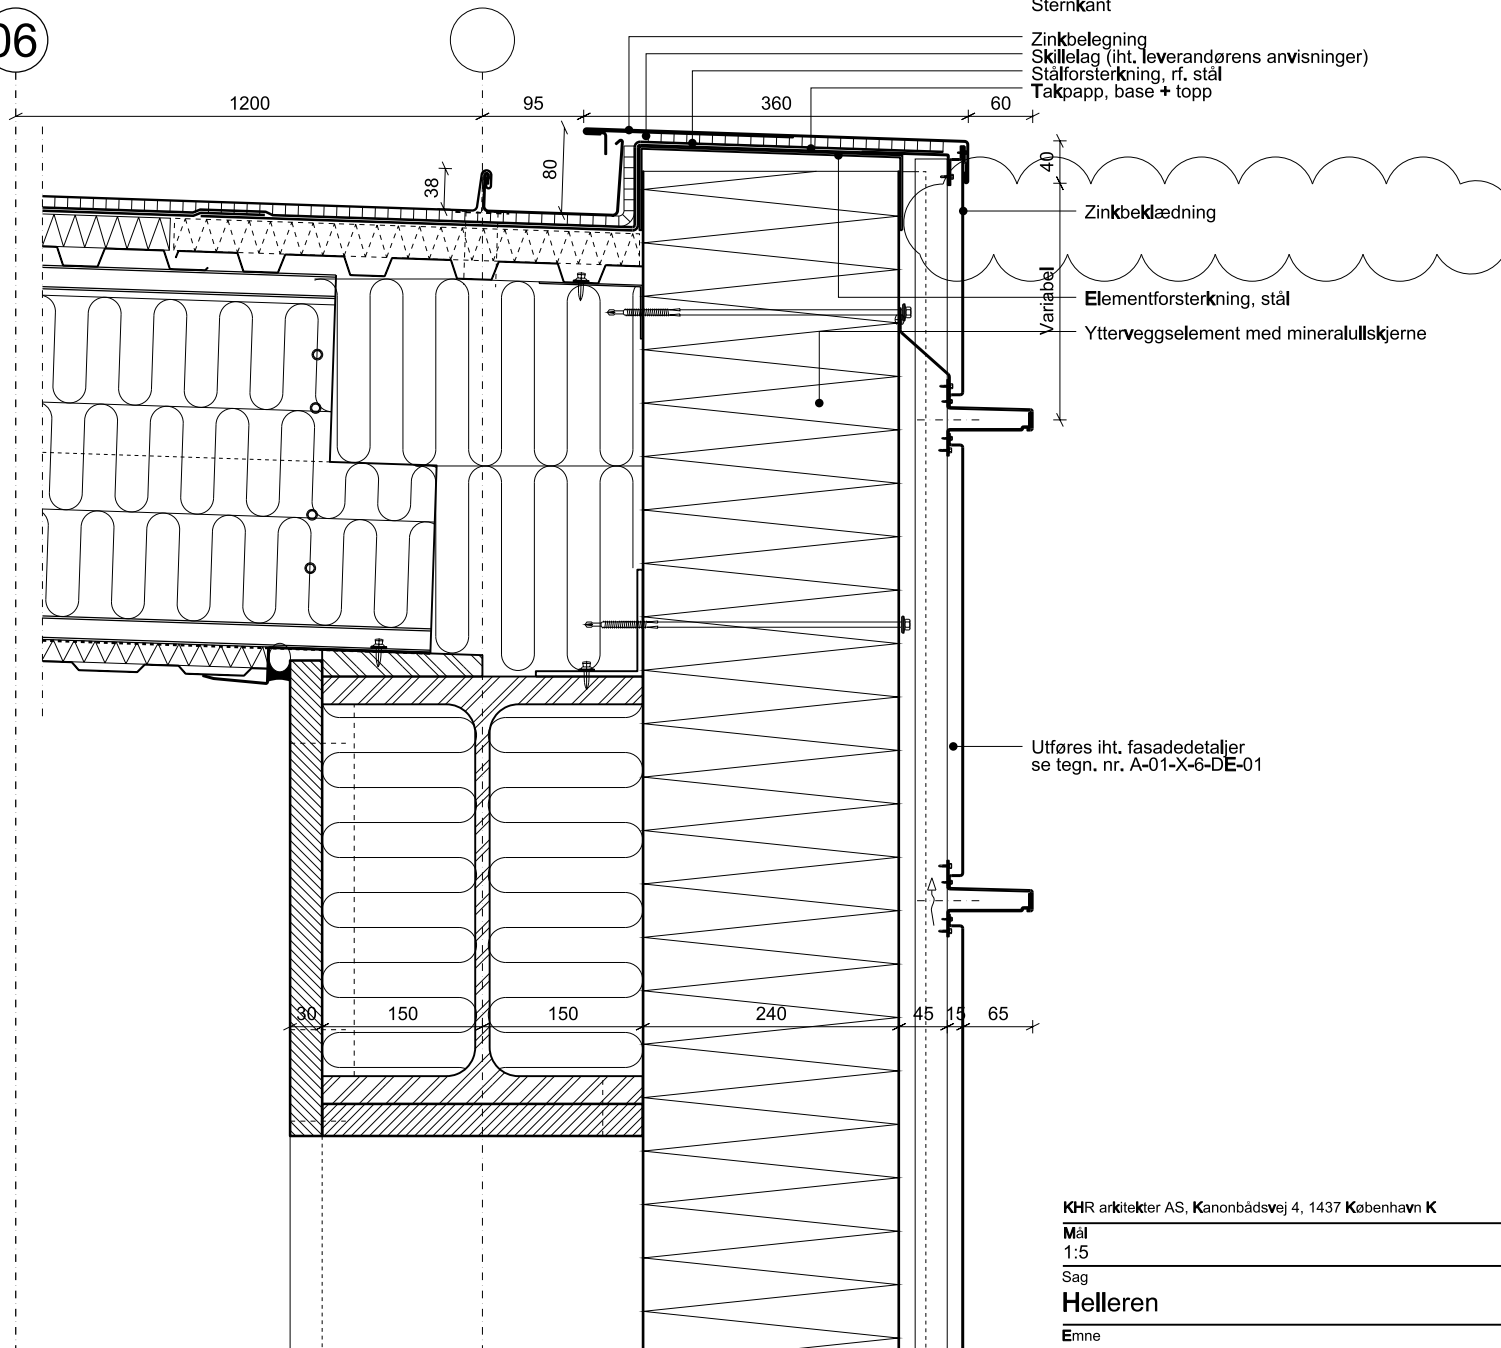 06
Sternkant
Zinkbelegning
Skillelag (iht. leverandørens anvisninger)
Stålforsterkning, rf. stål
Takpapp, base + topp
1200
95
360
60
38
80
40
Zinkbeklædning
Variabel
Elementforsterkning, stål
Ytterveggselement med mineralullskjerne
Utføres iht. fasadedetaljer
se tegn. nr. A-01-X-6-DE-01
30
150
150
240
45
15
65
KHR arkitekter AS, Kanonbådsvej 4, 1437 København K
Mål
1:5
Sag
Helleren
Emne